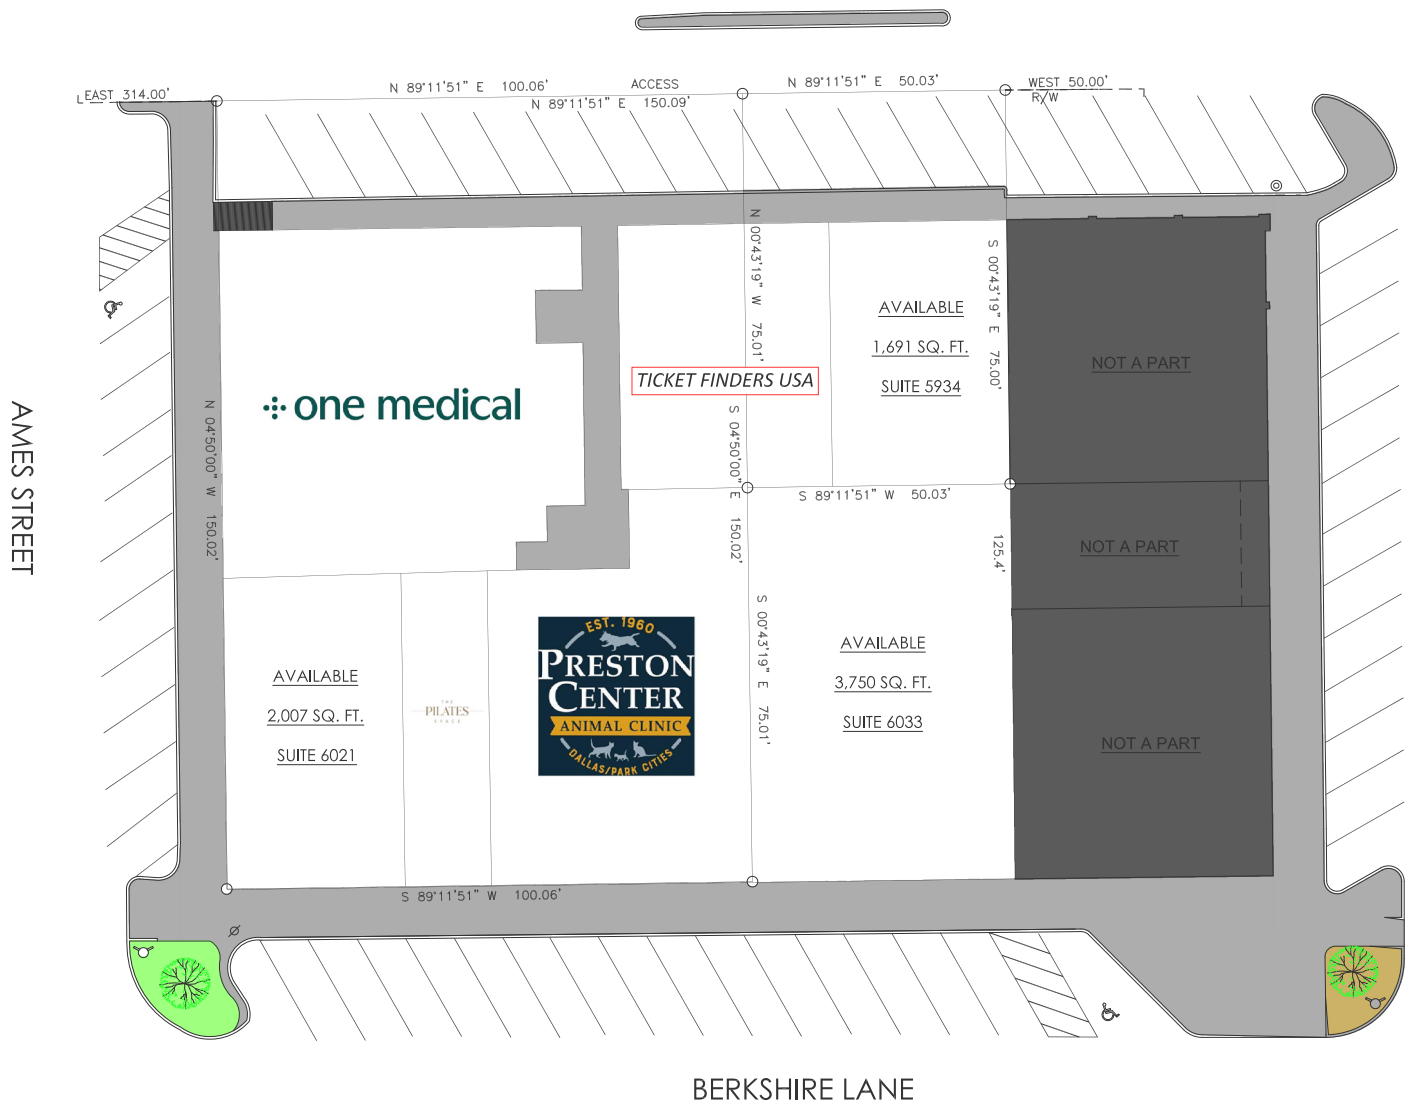 EAST 314.00'
N 89°11'51" E 100.06'
ACCESS
N 89°11'51" E 50.03'
WEST 50.00'
N 89°11'51" E 150.09'
R/W
N 00°43'19" W 75.01'
S 00°43'19" E 75.00'
AVAILABLE
1,691 SQ. FT.
SUITE 5934
NOT A PART
TICKET FINDERS USA
one medical
AMES STREET
N 04°50'00" W 150.02'
S 04°50'00" E 150.02'
S 89°11'51" W 50.03'
125.4'
NOT A PART
S 00°43'19" E 75.01'
EST. 1960
PRESTON
CENTER
ANIMAL CLINIC
DALLAS/PARK CITIES
AVAILABLE
3,750 SQ. FT.
SUITE 6033
AVAILABLE
2,007 SQ. FT.
SUITE 6021
THE
PILATES
SPACE
NOT A PART
S 89°11'51" W 100.06'
BERKSHIRE LANE